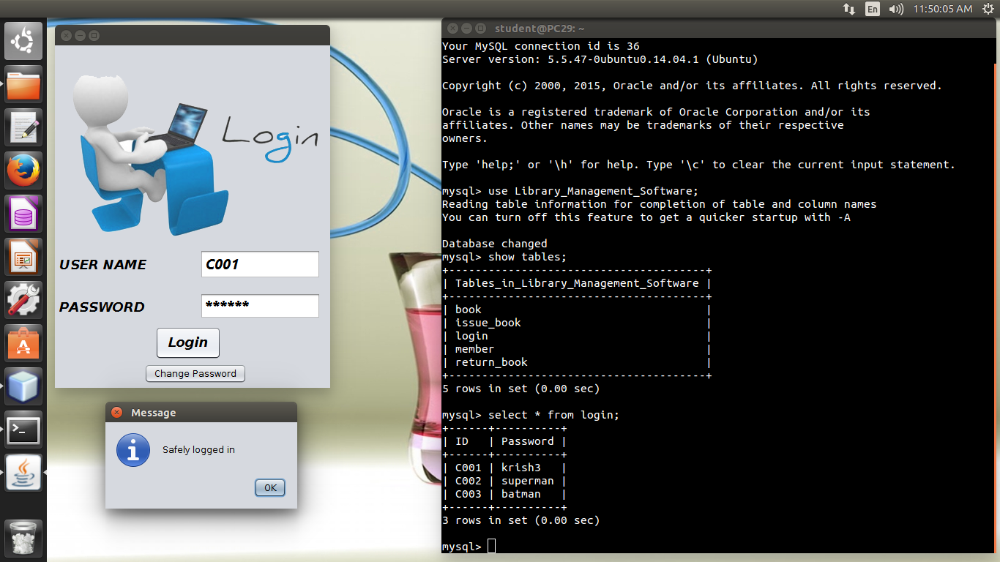 En 11:50:05 AM
Login
USER NAME C001
PASSWORD ******
Login
Change Password
Message
Safely logged in
OK
student@PC29: ~
Your MySQL connection id is 36
Server version: 5.5.47-0ubuntu0.14.04.1 (Ubuntu)
Copyright (c) 2000, 2015, Oracle and/or its affiliates. All rights reserved.
Oracle is a registered trademark of Oracle Corporation and/or its
affiliates. Other names may be trademarks of their respective
owners.
Type 'help;' or '\h' for help. Type '\c' to clear the current input statement.
mysql> use Library_Management_Software;
Reading table information for completion of table and column names
You can turn off this feature to get a quicker startup with -A
Database changed
mysql> show tables;
+---------------------------------------+
| Tables_in_Library_Management_Software |
+---------------------------------------+
| book                                  |
| issue_book                            |
| login                                 |
| member                                |
| return_book                           |
+---------------------------------------+
5 rows in set (0.00 sec)
mysql> select * from login;
+------+----------+
| ID   | Password |
+------+----------+
| C001 | krish3   |
| C002 | superman |
| C003 | batman   |
+------+----------+
3 rows in set (0.00 sec)
mysql>